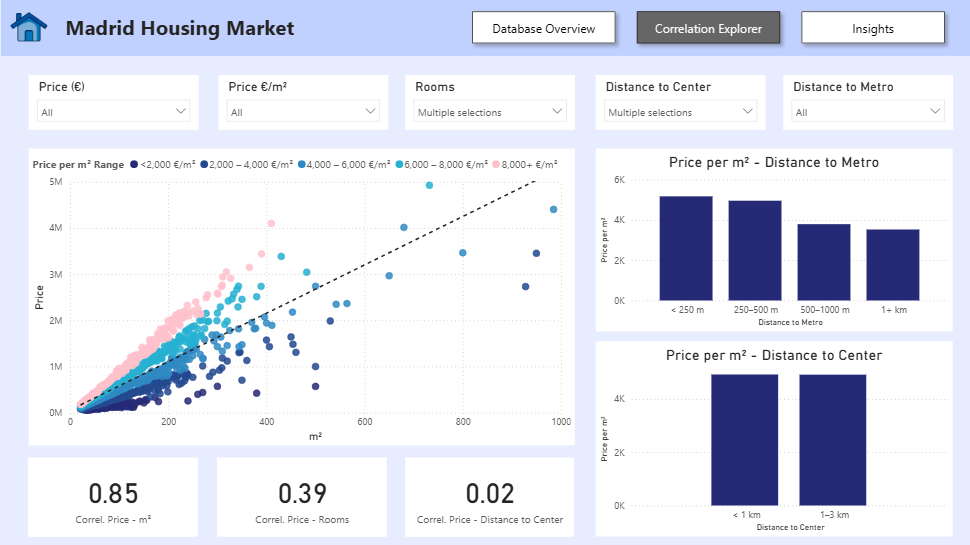 Madrid Housing Market
Database Overview
Correlation Explorer
Insights
Price (€)
All
Price €/m²
All
Rooms
Multiple selections
Distance to Center
Multiple selections
Distance to Metro
All
Price per m² Range <2,000 €/m² 2,000 – 4,000 €/m² 4,000 – 6,000 €/m² 6,000 – 8,000 €/m² 8,000+ €/m²
5M
4M
3M
2M
1M
0M
Price
0 200 400 600 800 1000
m²
0.85
Correl. Price - m²
0.39
Correl. Price - Rooms
0.02
Correl. Price - Distance to Center
Price per m² - Distance to Metro
6K
4K
2K
0K
Price per m²
< 250 m 250–500 m 500–1000 m 1+ km
Distance to Metro
Price per m² - Distance to Center
4K
2K
0K
Price per m²
< 1 km 1–3 km
Distance to Center